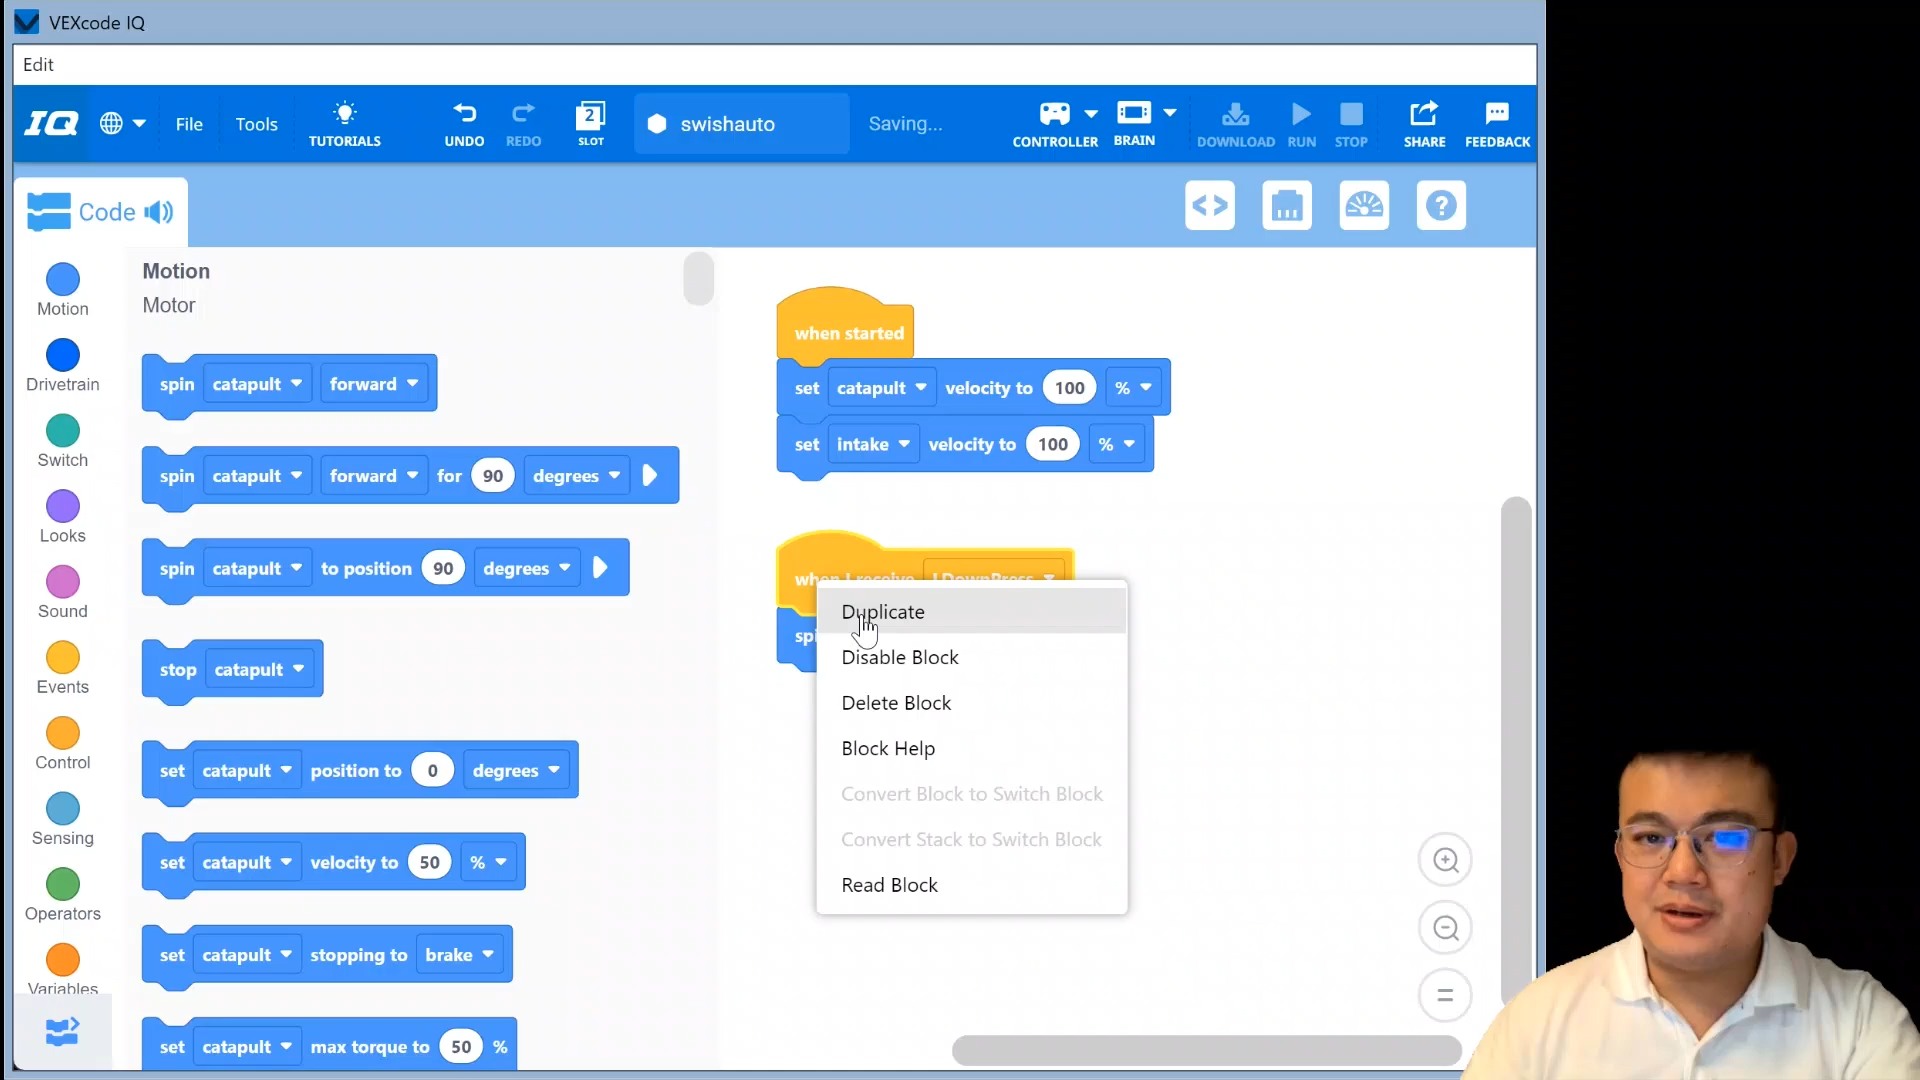 VEXcode IQ
Edit
IQ File Tools TUTORIALS UNDO REDO 2 SLOT swishauto Saving... CONTROLLER BRAIN DOWNLOAD RUN STOP SHARE FEEDBACK
Code
Motion
Drivetrain
Switch
Looks
Sound
Events
Control
Sensing
Operators
Variables
Motion
Motor
spin catapult forward
spin catapult forward for 90 degrees
spin catapult to position 90 degrees
stop catapult
set catapult position to 0 degrees
set catapult velocity to 50 %
set catapult stopping to brake
set catapult max torque to 50 %
when started
set catapult velocity to 100 %
set intake velocity to 100 %
when I receive LDownPress
Duplicate
Disable Block
Delete Block
Block Help
Convert Block to Switch Block
Convert Stack to Switch Block
Read Block